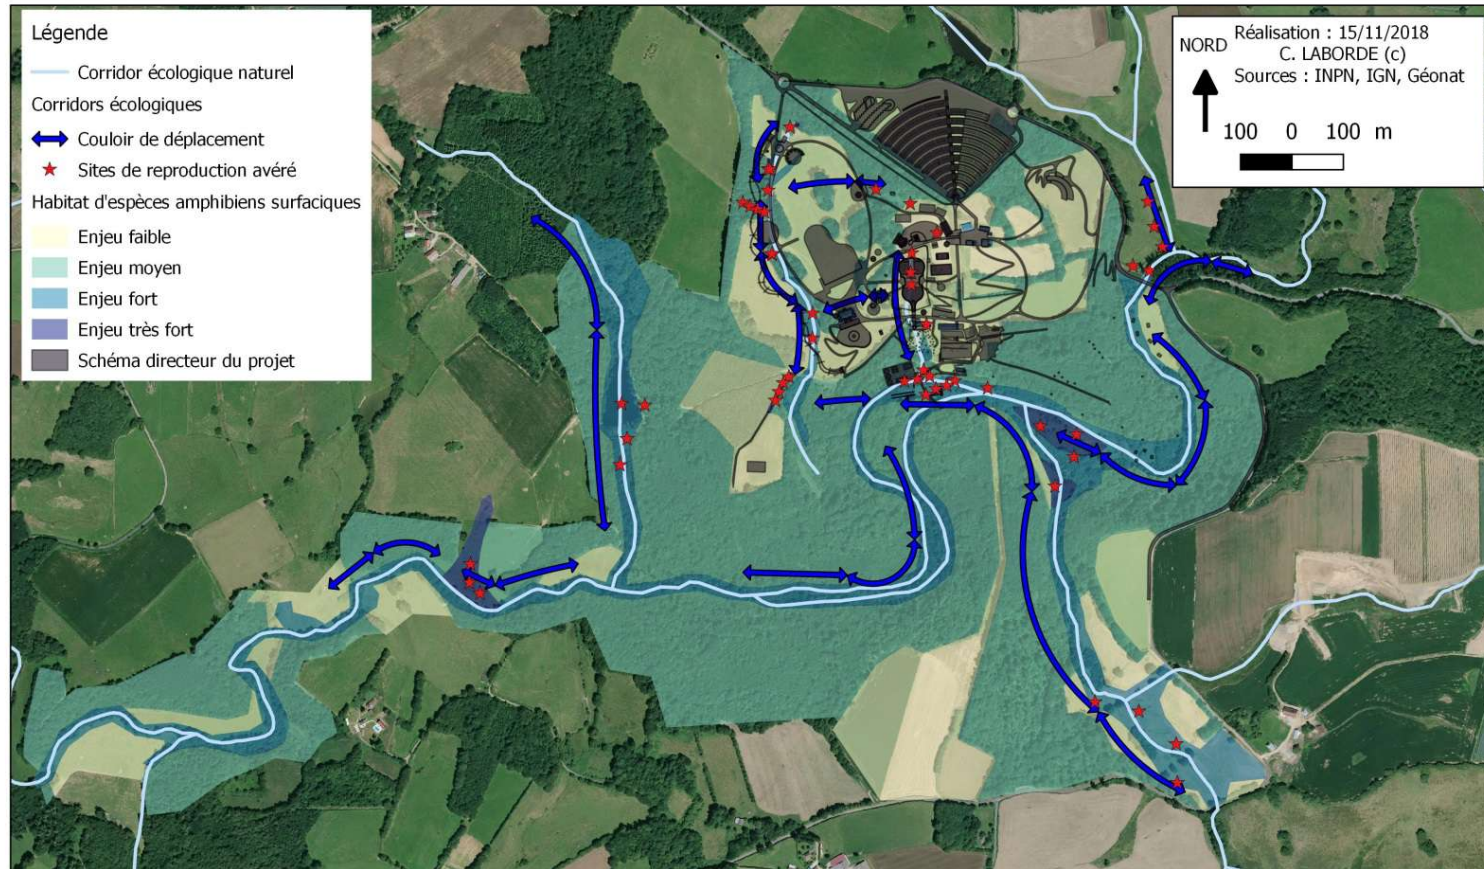 Légende
Corridor écologique naturel
Corridors écologiques
Couloir de déplacement
Sites de reproduction avéré
Habitat d'espèces amphibiens surfaciques
Enjeu faible
Enjeu moyen
Enjeu fort
Enjeu très fort
Schéma directeur du projet
NORD
Réalisation : 15/11/2018
C. LABORDE (c)
Sources : INPN, IGN, Géonat
100 0 100 m